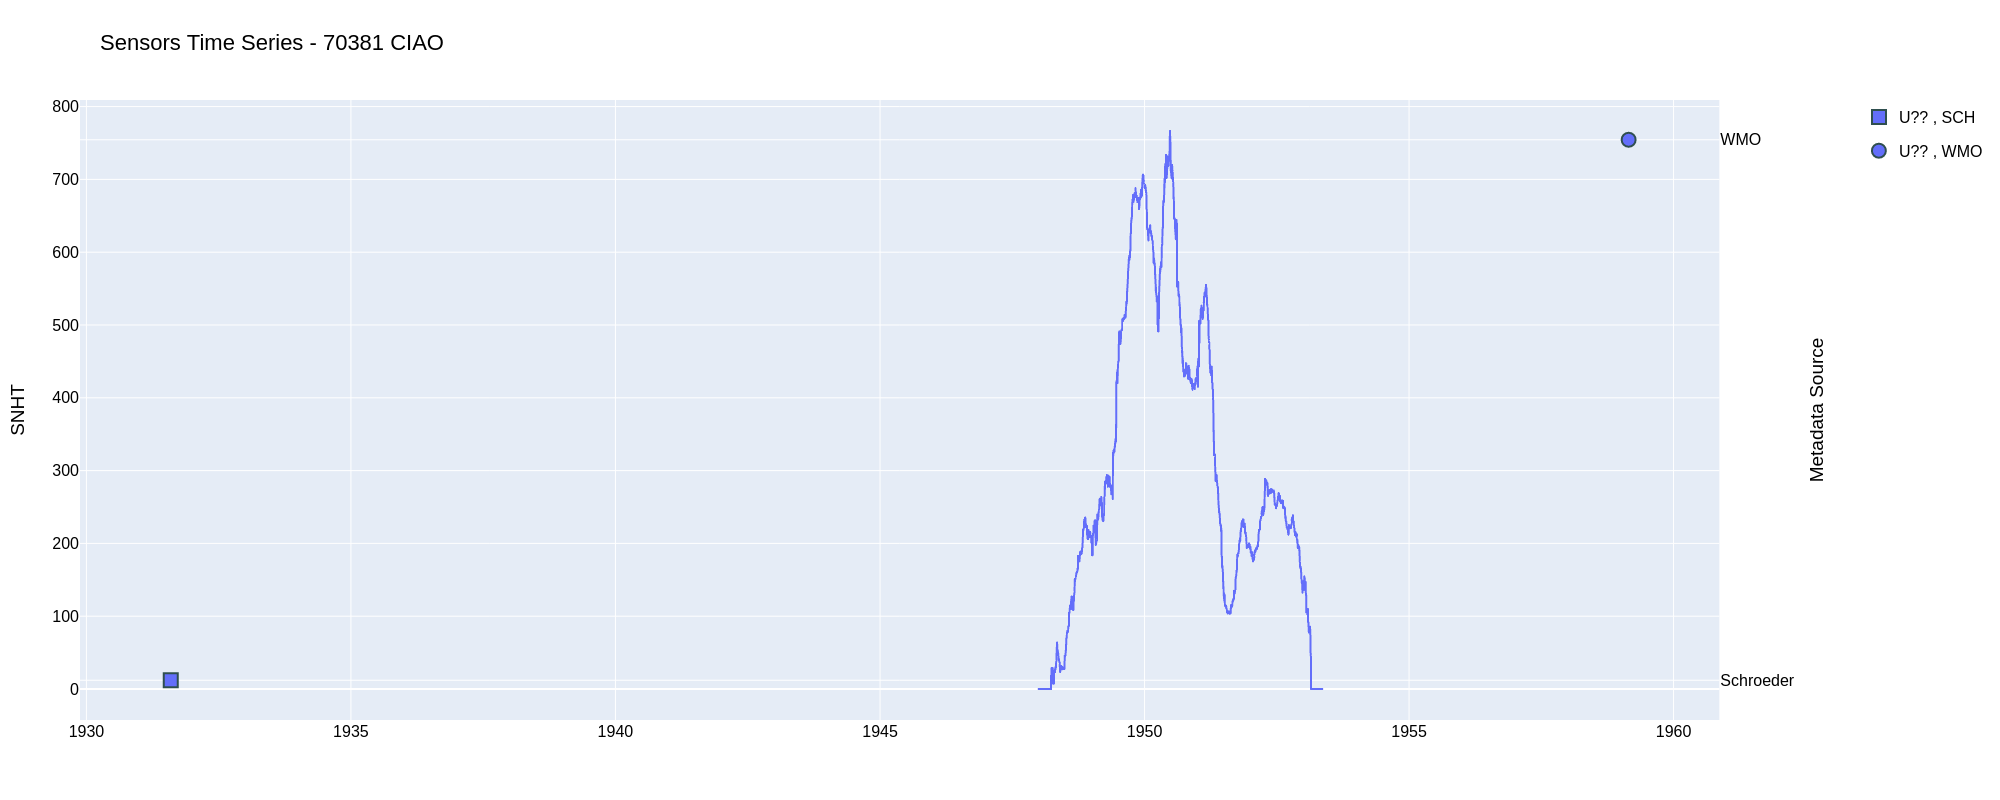 Sensors Time Series - 70381 CIAO
800
700
600
500
400
300
200
100
0
SNHT
1930
1935
1940
1945
1950
1955
1960
WMO
Schroeder
Metadata Source
U?? , SCH
U?? , WMO